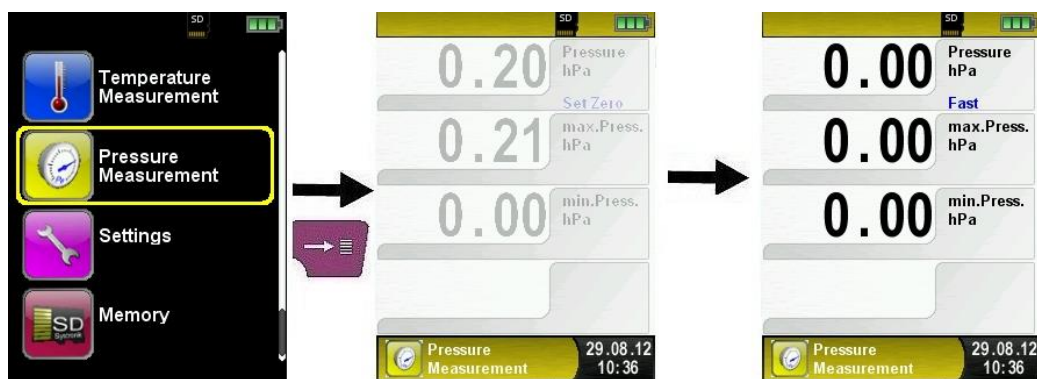 SD
Temperature
Measurement
Pressure
Measurement
Settings
SD
Systronik
Memory
SD
0.20 Pressure
hPa
Set Zero
0.21 max.Press.
hPa
0.00 min.Press.
hPa
Pressure 29.08.12
Measurement 10:36
SD
0.00 Pressure
hPa
Fast
0.00 max.Press.
hPa
0.00 min.Press.
hPa
Pressure 29.08.12
Measurement 10:36